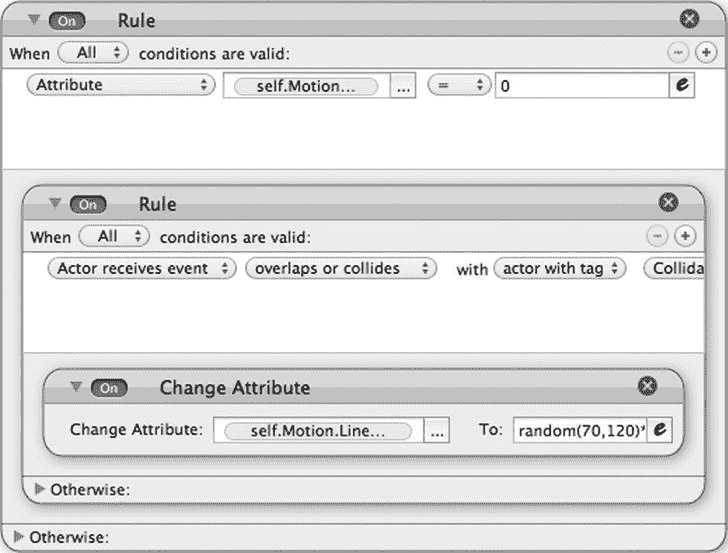 On Rule
When All conditions are valid:
Attribute self.Motion... ... = 0 e
On Rule
When All conditions are valid:
Actor receives event overlaps or collides with actor with tag Collida
On Change Attribute
Change Attribute: self.Motion.Line... ... To: random(70,120)* e
Otherwise:
Otherwise: